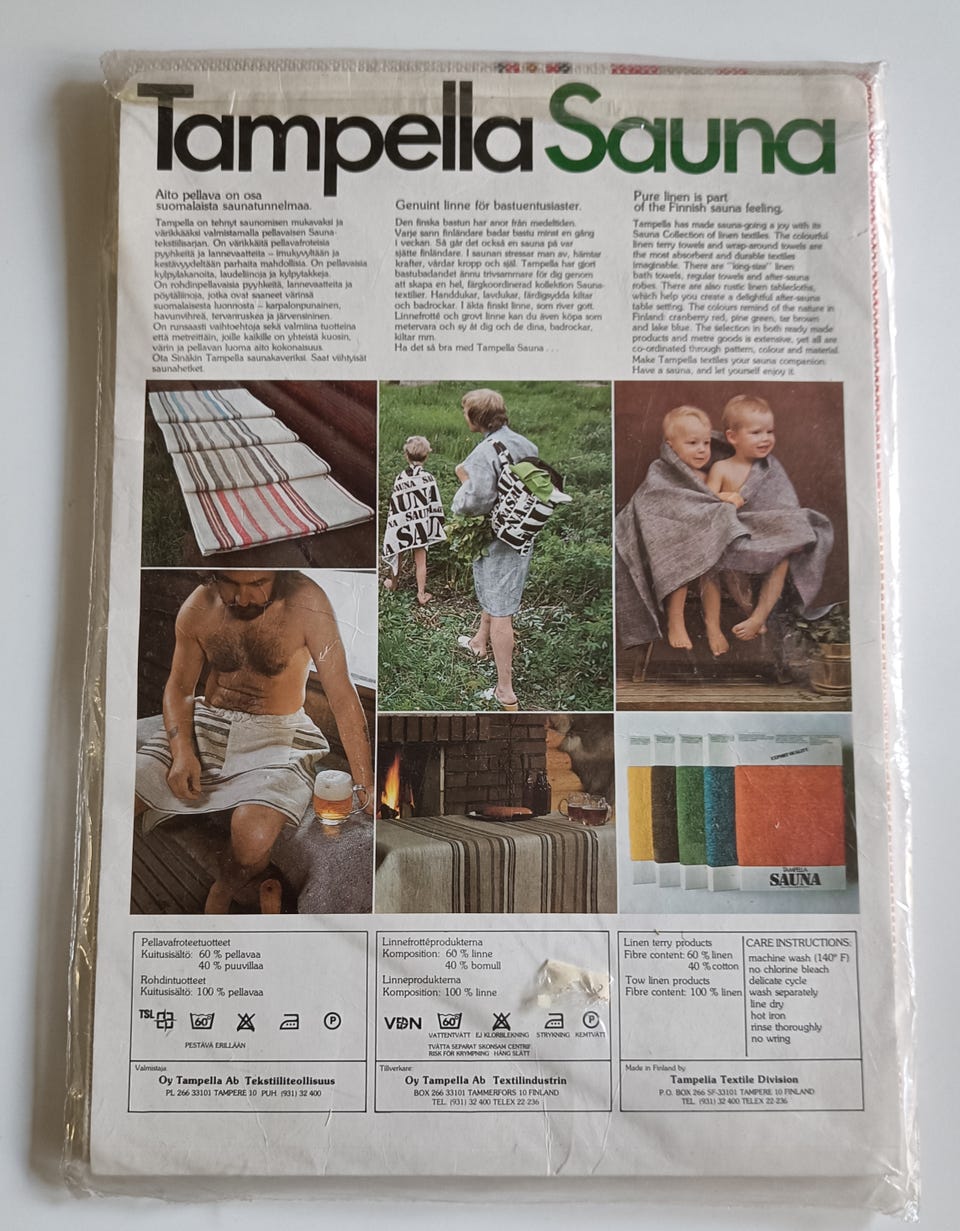 Tampella Sauna
Aito pellava on osa
suomalaista saunatunnelmaa.
Tampella on tehnyt saunomisen mukavaksi ja
värikkääksi valmistamalla pellavaisen Sauna-
tekstiilisarjan. On värikkäitä pellavafroteisia
pyyhkeitä ja lannevaatteita – imukyvyltään ja
kestävyydeltään parhaita mahdollisia. On pellavaisia
kylpylakanoita, laudeliinoja ja kylpytakkeja.
On rohdinpellavaisia pyyhkeitä, lannevaatteita ja
pöytäliinoja, jotka ovat saaneet värinsä
suomalaisesta luonnosta – karpalonpunainen,
havunvihreä, tervanruskea ja järvensininen.
On runsaasti vaihtoehtoja sekä valmiina tuotteina
että metreittäin, joille kaikille on yhteistä kuosin,
värin ja pellavan luoma aito kokonaisuus.
Ota Sinäkin Tampella saunakaveriksi. Saat viihtyisät
saunahetket.
Genuint linne för bastuentusiaster.
Den finska bastun har anor från medeltiden.
Varje sann finländare badar bastu minst en gång
i veckan. Så går det också en sauna på var
sjätte finländare. I saunan stressar man av, hämtar
krafter, vårdar kropp och själ. Tampella har gjort
bastubadandet ännu trivsammare för dig genom
att skapa en hel, färgkoordinerad kollektion Sauna-
textilier. Handdukar, lavdukar, färdigsydda kiltar
och badrockar. I äkta finskt linne, som river gott.
Linnefrotté och grovt linne kan du även köpa som
metervara och sy åt dig och de dina, badrockar,
kiltar mm.
Ha det så bra med Tampella Sauna . . .
Pure linen is part
of the Finnish sauna feeling.
Tampella has made sauna-going a joy with its
Sauna Collection of linen textiles. The colourful
linen terry towels and wrap-around towels are
the most absorbent and durable textiles
imaginable. There are "king-size" linen
bath towels, regular towels and after-sauna
robes. There are also rustic linen tablecloths,
which help you create a delightful after-sauna
table setting. The colours remind of the nature in
Finland: cranberry red, pine green, tar brown
and lake blue. The selection in both ready made
products and metre goods is extensive, yet all are
co-ordinated through pattern, colour and material.
Make Tampella textiles your sauna companion.
Have a sauna, and let yourself enjoy it.
TAMPELLA
SAUNA
Pellavafroteetuotteet
Kuitusisältö: 60 % pellavaa
40 % puuvillaa
Rohdintuotteet
Kuitusisältö: 100 % pellavaa
TSL 60° P
PESTÄVÄ ERILLÄÄN
Linnefrottéprodukterna
Komposition: 60 % linne
40 % bomull
Linneprodukterna
Komposition: 100 % linne
VDN 60° P
VATTENTVÄTT EJ KLORBLEKNING STRYKNING KEMTVÄTT
TVÄTTA SEPARAT SKONSAM CENTRIF
RISK FÖR KRYMPNING HÄNG SLÄTT
Linen terry products
Fibre content: 60 % linen
40 % cotton
Tow linen products
Fibre content: 100 % linen
CARE INSTRUCTIONS:
machine wash (140° F)
no chlorine bleach
delicate cycle
wash separately
line dry
hot iron
rinse thoroughly
no wring
Valmistaja:
Oy Tampella Ab Tekstiiliteollisuus
PL 266 33101 TAMPERE 10 PUH. (931) 32 400
Tillverkare:
Oy Tampella Ab Textilindustrin
BOX 266 33101 TAMMERFORS 10 FINLAND
TEL. (931) 32 400 TELEX 22-236
Made in Finland by
Tampella Textile Division
P.O. BOX 266 SF-33101 TAMPERE 10 FINLAND
TEL. (931) 32 400 TELEX 22-236